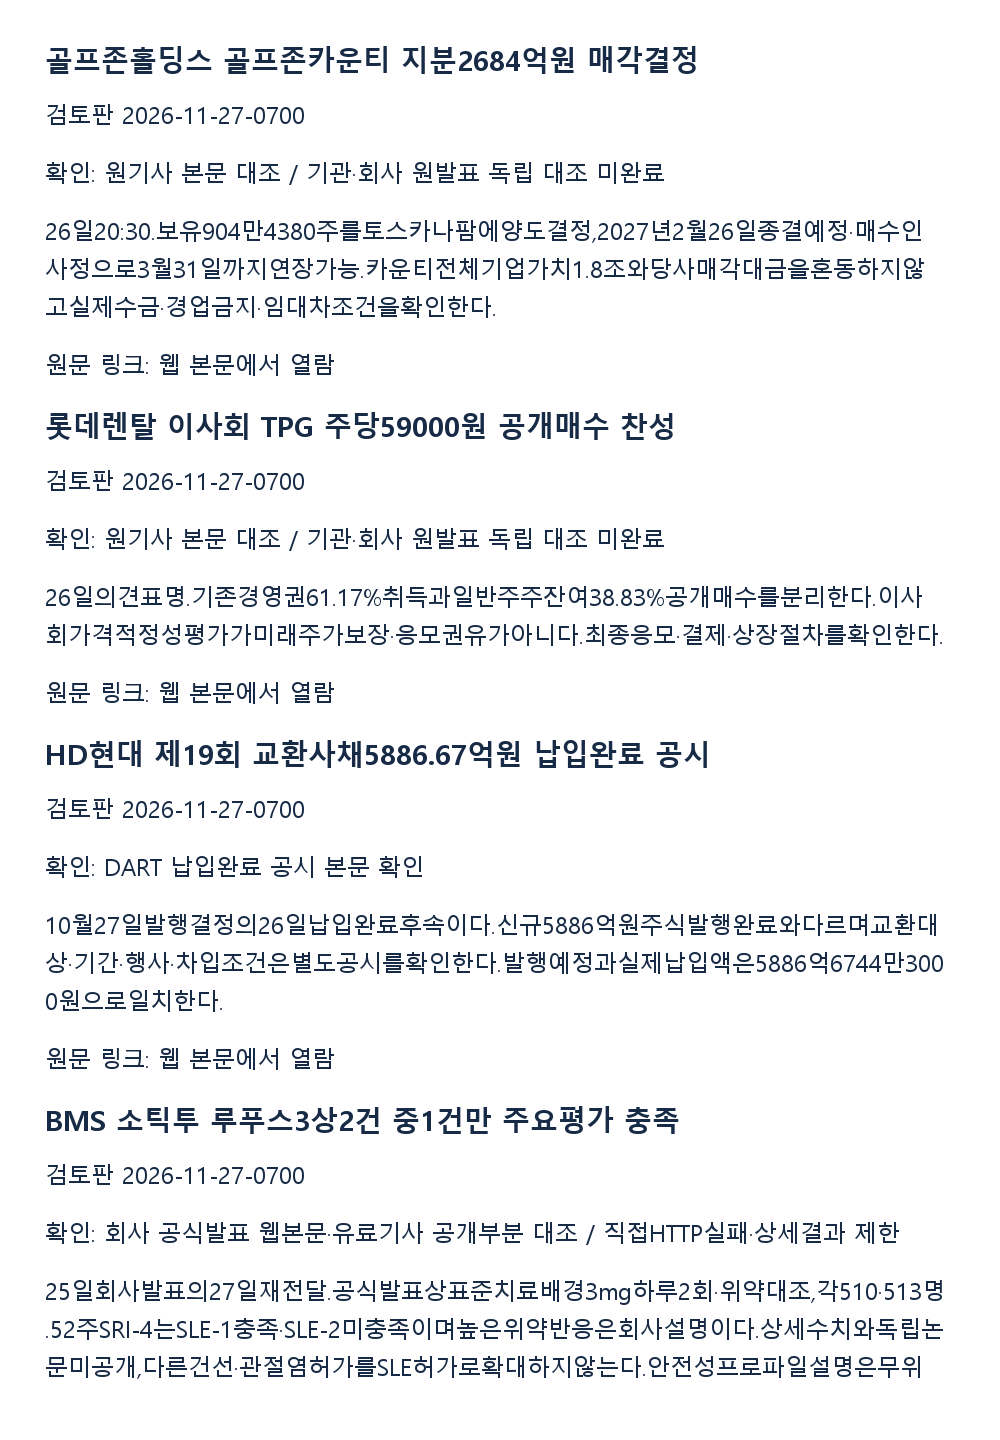 골프존홀딩스 골프존카운티 지분2684억원 매각결정
검토판 2026-11-27-0700
확인: 원기사 본문 대조 / 기관·회사 원발표 독립 대조 미완료
26일20:30.보유904만4380주를토스카나팜에양도결정,2027년2월26일종결예정·매수인
사정으로3월31일까지연장가능.카운티전체기업가치1.8조와당사매각대금을혼동하지않
고실제수금·경업금지·임대차조건을확인한다.
원문 링크: 웹 본문에서 열람
롯데렌탈 이사회 TPG 주당59000원 공개매수 찬성
검토판 2026-11-27-0700
확인: 원기사 본문 대조 / 기관·회사 원발표 독립 대조 미완료
26일의견표명.기존경영권61.17%취득과일반주주잔여38.83%공개매수를분리한다.이사
회가격적정성평가가미래주가보장·응모권유가아니다.최종응모·결제·상장절차를확인한다.
원문 링크: 웹 본문에서 열람
HD현대 제19회 교환사채5886.67억원 납입완료 공시
검토판 2026-11-27-0700
확인: DART 납입완료 공시 본문 확인
10월27일발행결정의26일납입완료후속이다.신규5886억원주식발행완료와다르며교환대
상·기간·행사·차입조건은별도공시를확인한다.발행예정과실제납입액은5886억6744만300
0원으로일치한다.
원문 링크: 웹 본문에서 열람
BMS 소틱투 루푸스3상2건 중1건만 주요평가 충족
검토판 2026-11-27-0700
확인: 회사 공식발표 웹본문·유료기사 공개부분 대조 / 직접HTTP실패·상세결과 제한
25일회사발표의27일재전달.공식발표상표준치료배경3mg하루2회·위약대조,각510·513명
.52주SRI-4는SLE-1충족·SLE-2미충족이며높은위약반응은회사설명이다.상세수치와독립논
문미공개,다른건선·관절염허가를SLE허가로확대하지않는다.안전성프로파일설명은무위